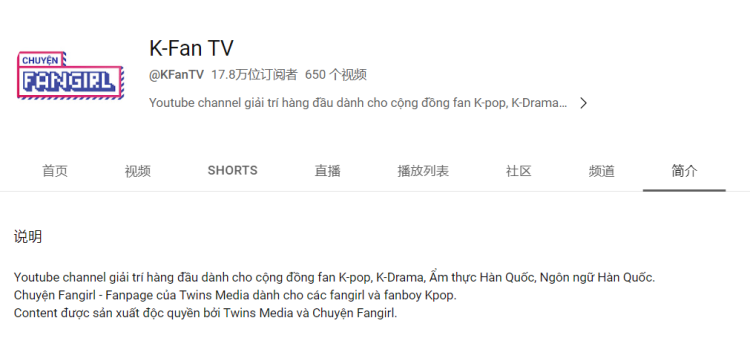 CHUYỆN
FANGIRL
K-Fan TV
@KFanTV 17.8万位订阅者 650 个视频
Youtube channel giải trí hàng đầu dành cho cộng đồng fan K-pop, K-Drama...
首页 视频 SHORTS 直播 播放列表 社区 频道 简介
说明
Youtube channel giải trí hàng đầu dành cho cộng đồng fan K-pop, K-Drama, Ẩm thực Hàn Quốc, Ngôn ngữ Hàn Quốc.
Chuyện Fangirl - Fanpage của Twins Media dành cho các fangirl và fanboy Kpop.
Content được sản xuất độc quyền bởi Twins Media và Chuyện Fangirl.